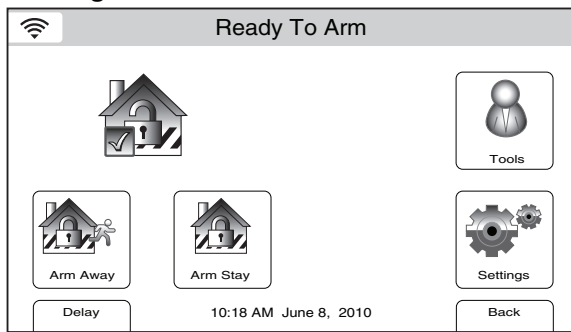 Ready To Arm
Tools
Arm Away
Arm Stay
Settings
Delay
10:18 AM June 8, 2010
Back